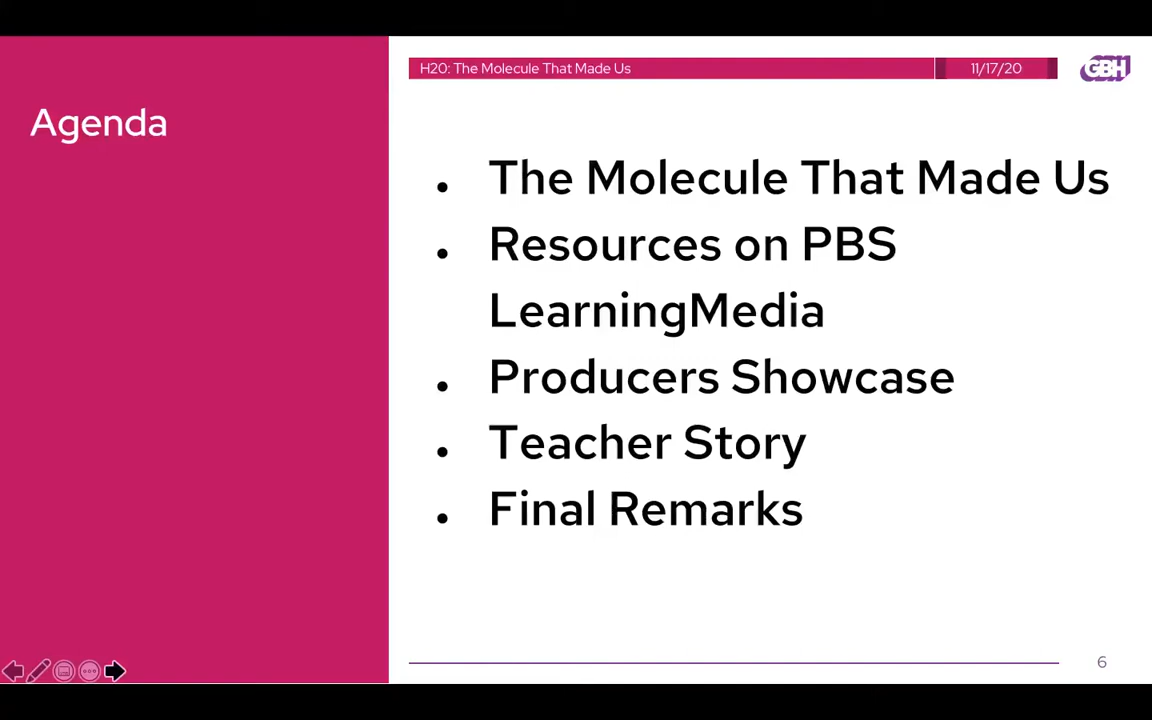 H20: The Molecule That Made Us
11/17/20
GBH
Agenda
• The Molecule That Made Us
• Resources on PBS
LearningMedia
• Producers Showcase
• Teacher Story
• Final Remarks
6